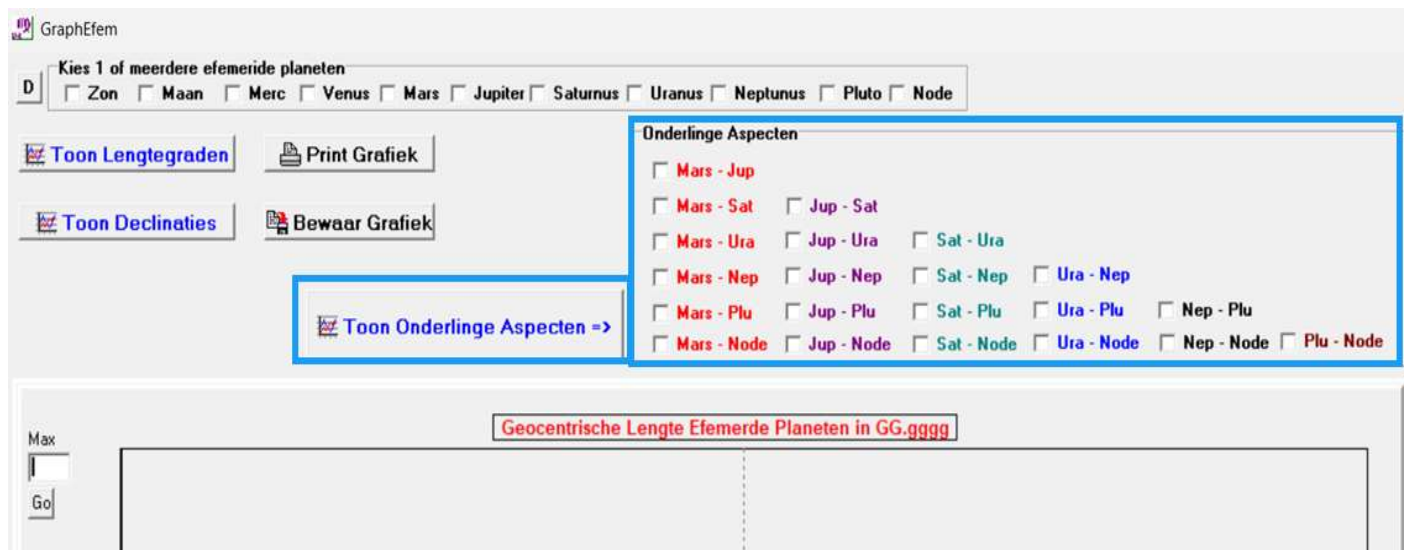 GraphEfem
Kies 1 of meerdere efemeride planeten
D Zon Maan Merc Venus Mars Jupiter Saturnus Uranus Neptunus Pluto Node
Toon Lengtegraden Print Grafiek
Toon Declinaties Bewaar Grafiek
Toon Onderlinge Aspecten =>
Onderlinge Aspecten
Mars - Jup
Mars - Sat Jup - Sat
Mars - Ura Jup - Ura Sat - Ura
Mars - Nep Jup - Nep Sat - Nep Ura - Nep
Mars - Plu Jup - Plu Sat - Plu Ura - Plu Nep - Plu
Mars - Node Jup - Node Sat - Node Ura - Node Nep - Node Plu - Node
Geocentrische Lengte Efemerde Planeten in GG.gggg
Max
Go